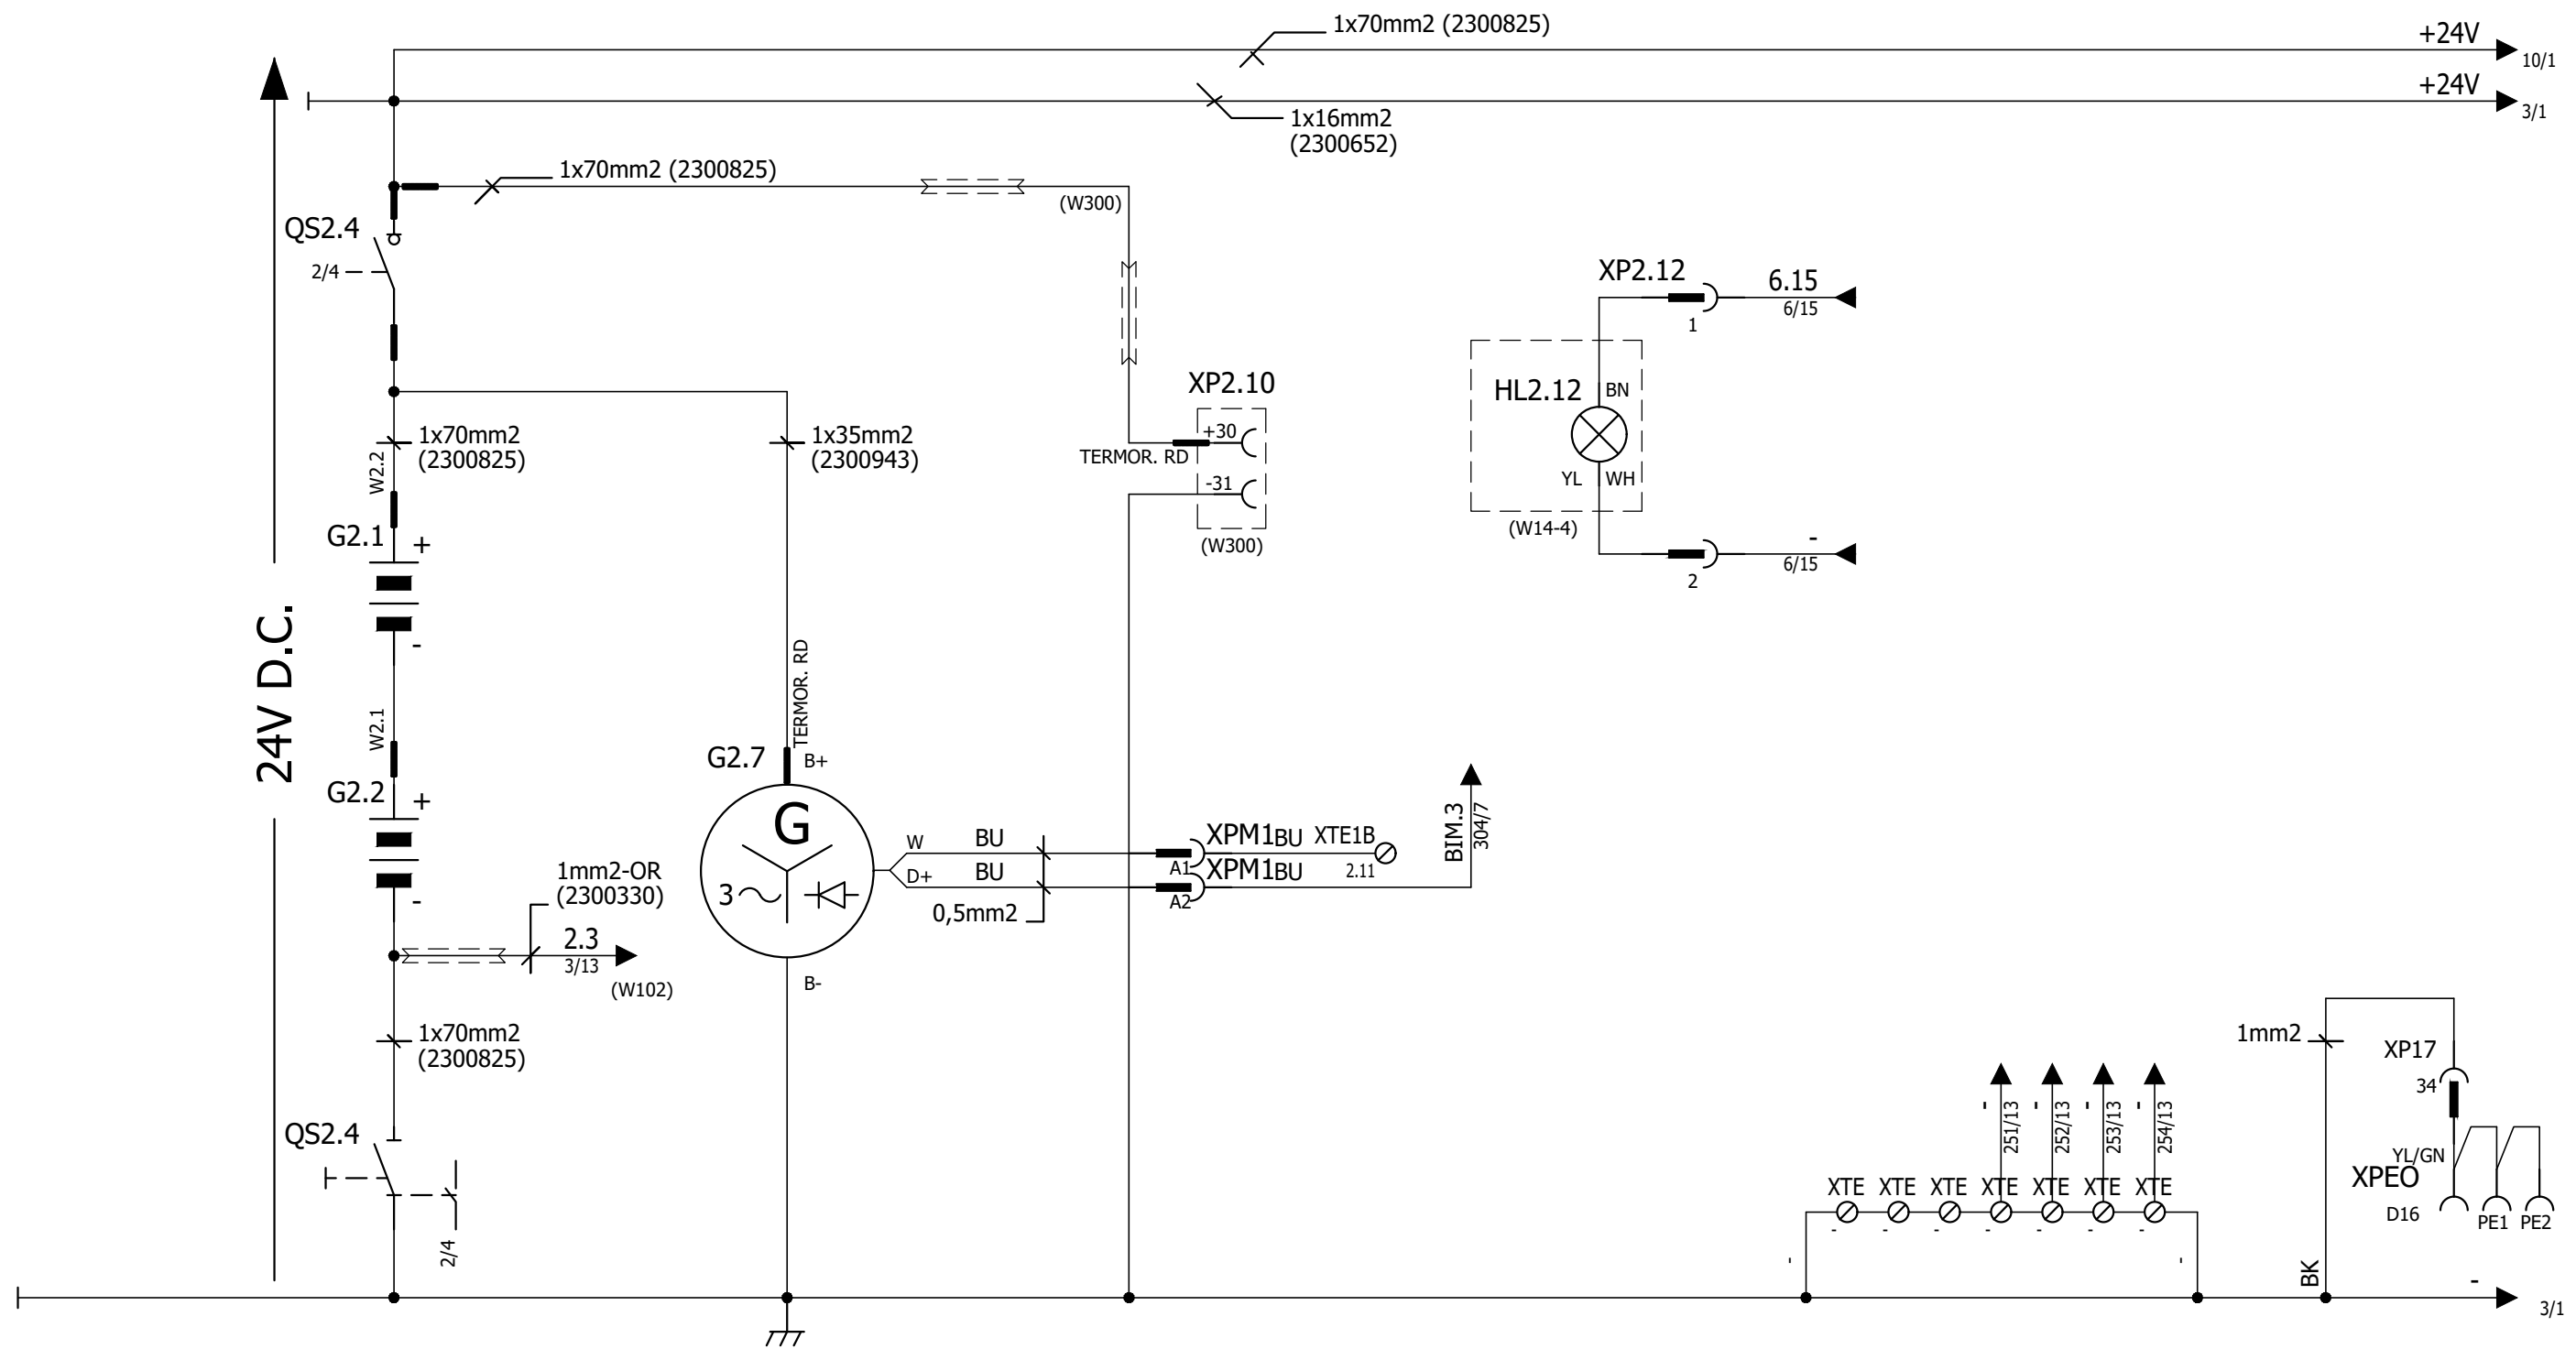 1x70mm2 (2300825)
+24V
10/1
+24V
3/1
1x16mm2
(2300652)
1x70mm2 (2300825)
(W300)
QS2.4
2/4
XP2.12
6.15
6/15
1
XP2.10
+30
TERMOR. RD
-31
(W300)
HL2.12
BN
YL
WH
(W14-4)
-
6/15
2
1x70mm2
(2300825)
W2.2
1x35mm2
(2300943)
G2.1
+
-
24V D.C.
W2.1
TERMOR. RD
G2.7
B+
G2.2
+
-
G
3
W
BU
D+
BU
0,5mm2
XPM1
BU
XTE1B
A1
2.11
XPM1
BU
A2
BIM.3
304/7
1mm2-OR
(2300330)
2.3
3/13
(W102)
B-
1x70mm2
(2300825)
QS2.4
2/4
- 251/13
- 252/13
- 253/13
- 254/13
XTE XTE XTE XTE XTE XTE XTE
- - - - - - -
- -
1mm2
XP17
34
YL/GN
XPEO
D16
PE1
PE2
BK
-
3/1